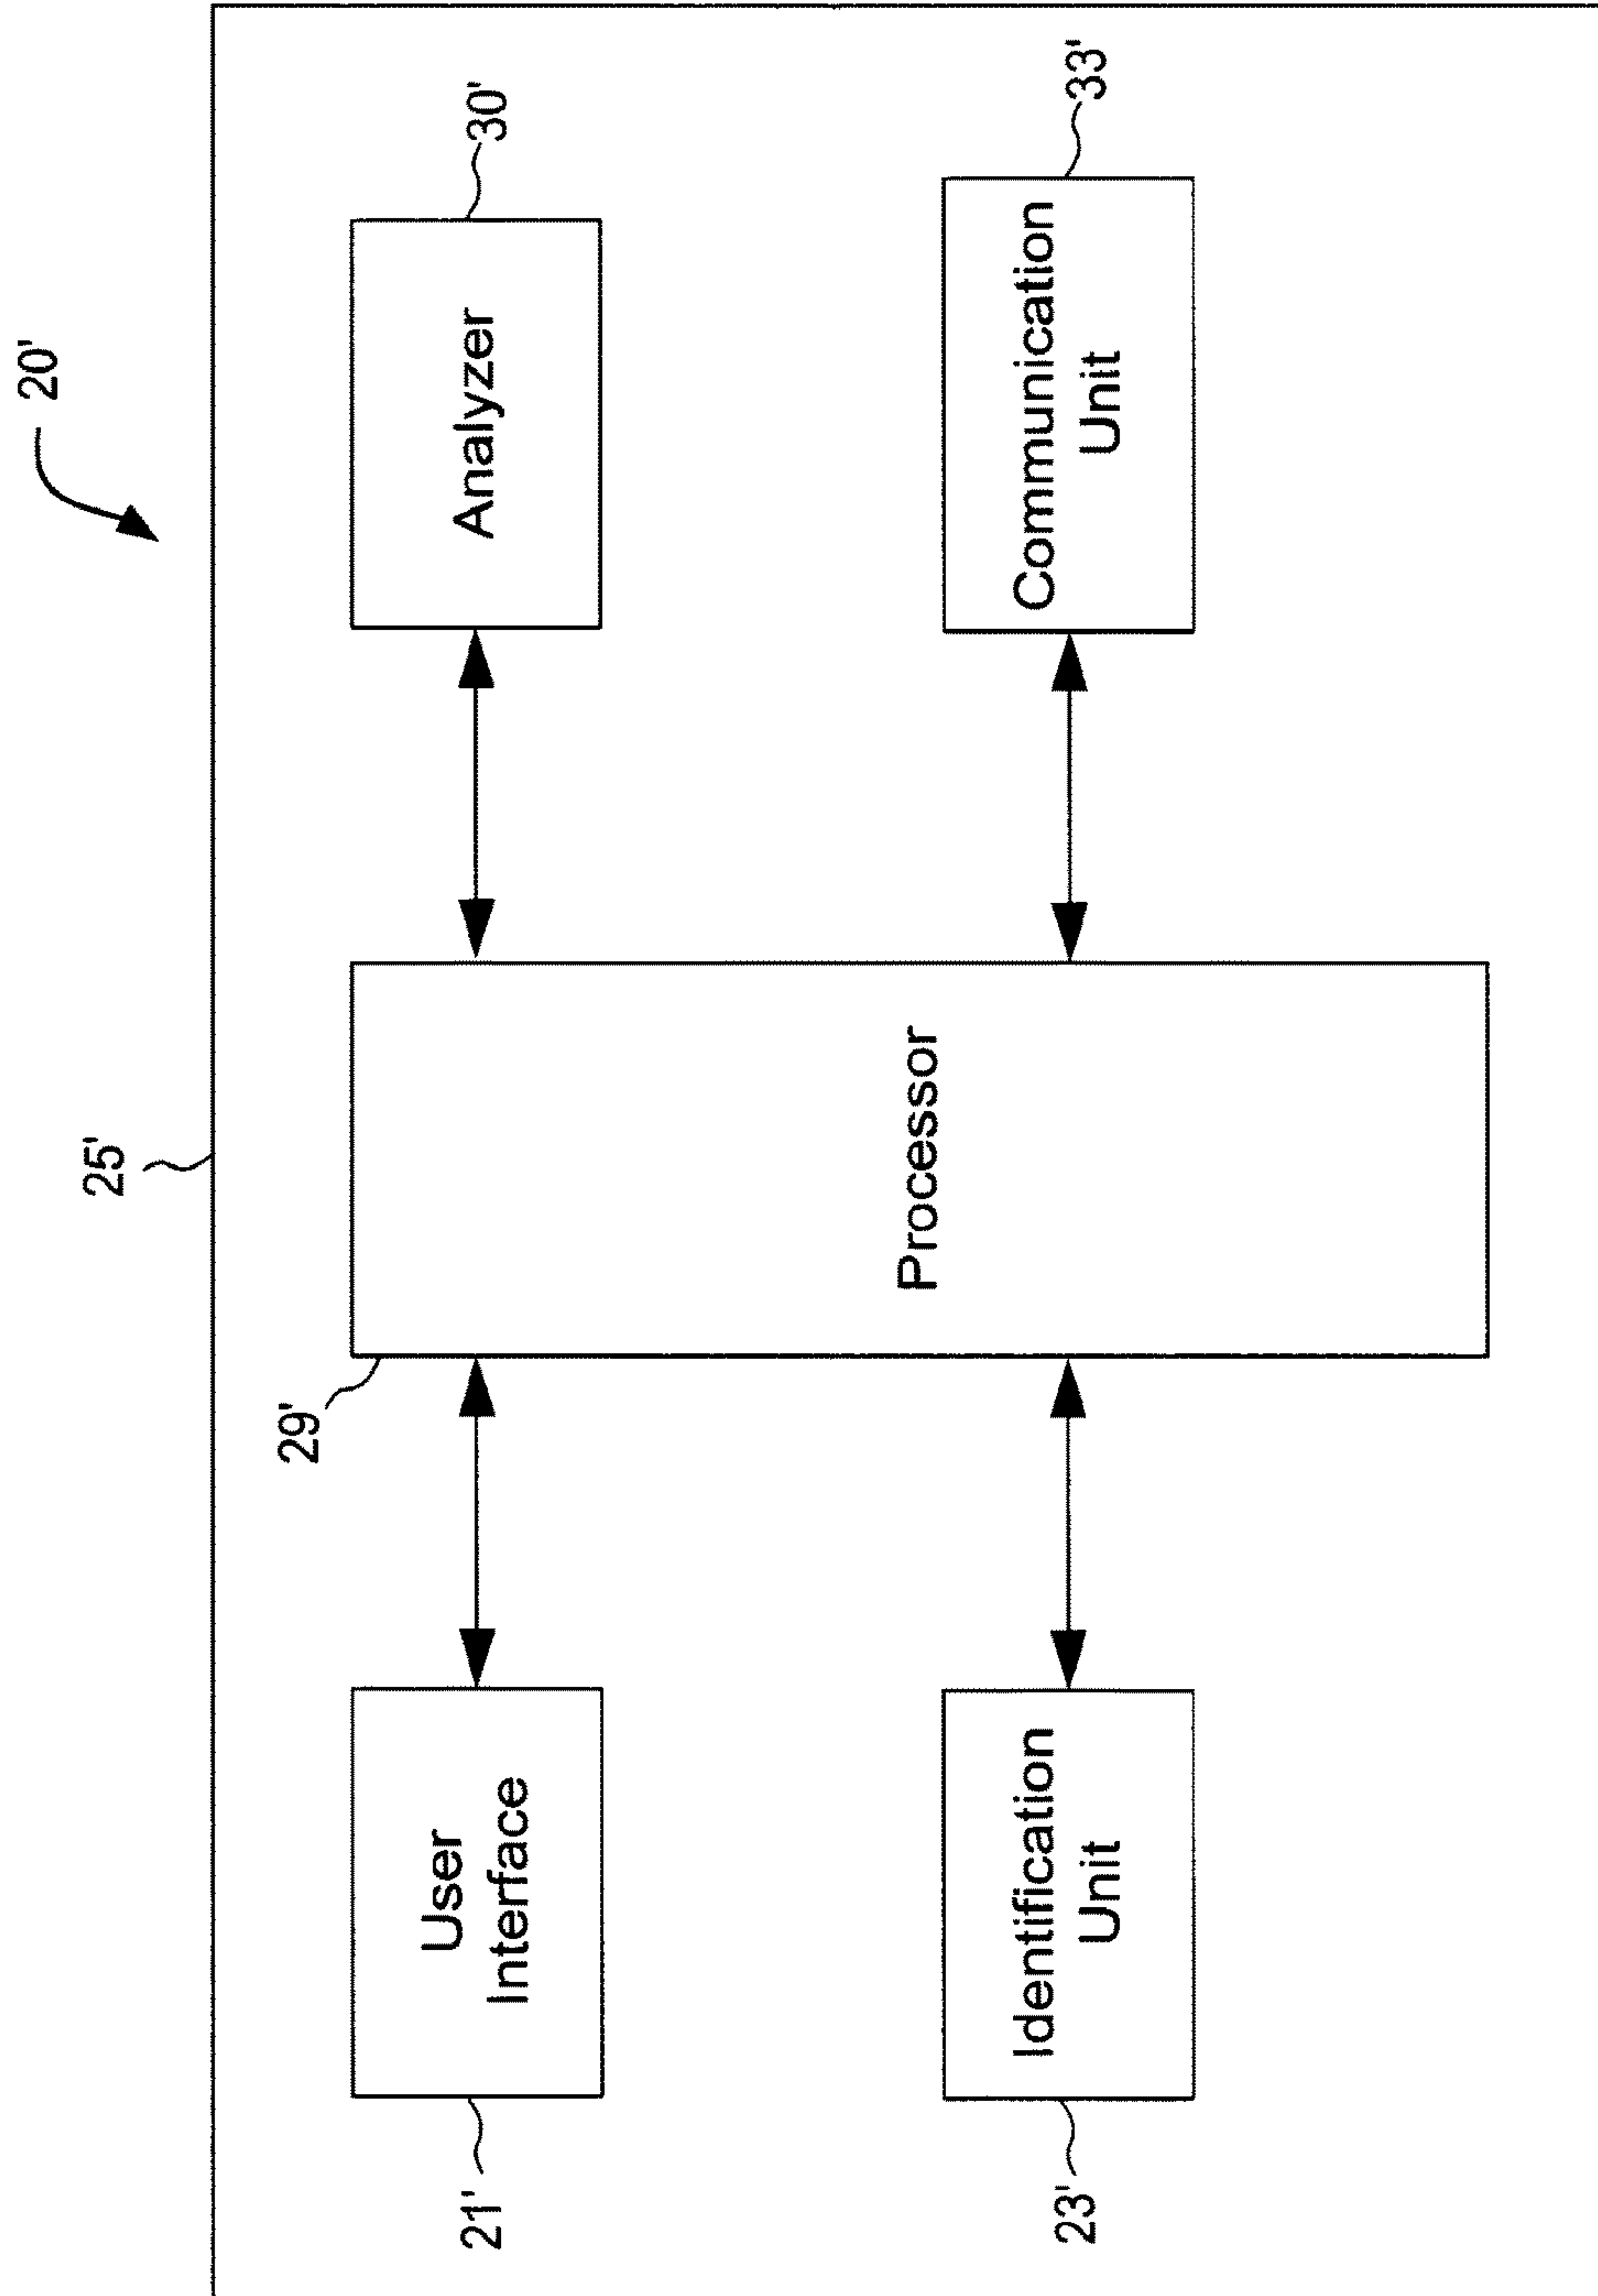 20'
25'
21'
User
Interface
29'
Processor
Analyzer
30'
23'
Identification
Unit
Communication
Unit
33'